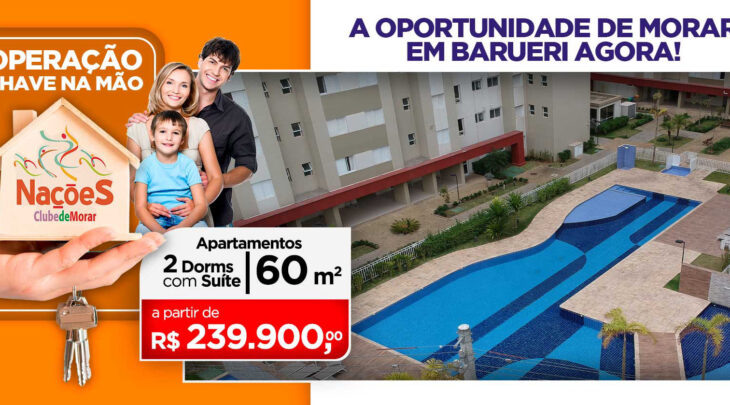 OPERAÇÃO
HAVE NA MÃO
NaçõeS
ClubedeMorar
Apartamentos
2 Dorms
com Suíte
60 m²
a partir de
R$ 239.900,00
A OPORTUNIDADE DE MORAR
EM BARUERI AGORA!